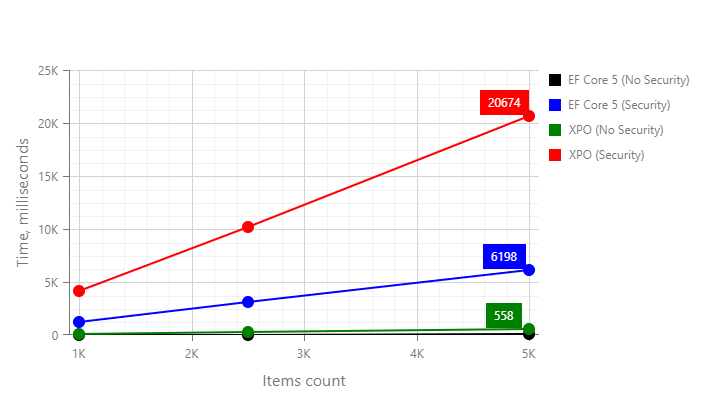 25K
20K
15K
10K
5K
0
Time, milliseconds
20674
6198
558
1K
2K
3K
4K
5K
Items count
EF Core 5 (No Security)
EF Core 5 (Security)
XPO (No Security)
XPO (Security)